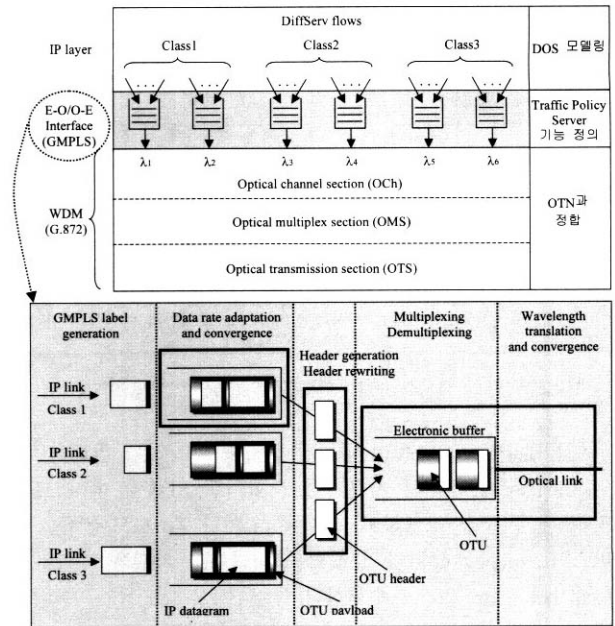 DiffServ flows
IP layer
Class1
Class2
Class3
DOS 모델링
E-O/O-E
Interface
(GMPLS)
Traffic Policy
Server
기능 정의
λ1
λ2
λ3
λ4
λ5
λ6
Optical channel section (OCh)
WDM
(G.872)
Optical multiplex section (OMS)
OTN과
정합
Optical transmission section (OTS)
GMPLS label
generation
Data rate adaptation
and convergence
Multiplexing
Demultiplexing
Wavelength
translation
and convergence
Header generation
Header rewriting
IP link
Class 1
Electronic buffer
IP link
Class 2
Optical link
OTU
IP link
Class 3
OTU header
IP datagram
OTU payload